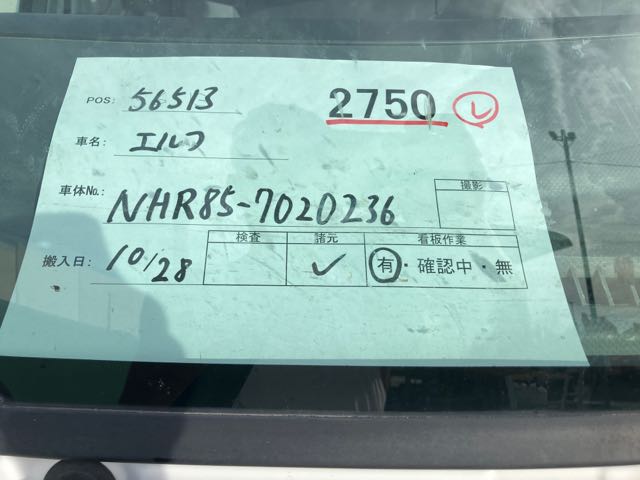 POS: 56513
2750 レ
車名: エルフ
車体No.: NHR85-7020236
撮影
検査 諸元 看板作業
搬入日: 10/28
✓ 有・確認中・無